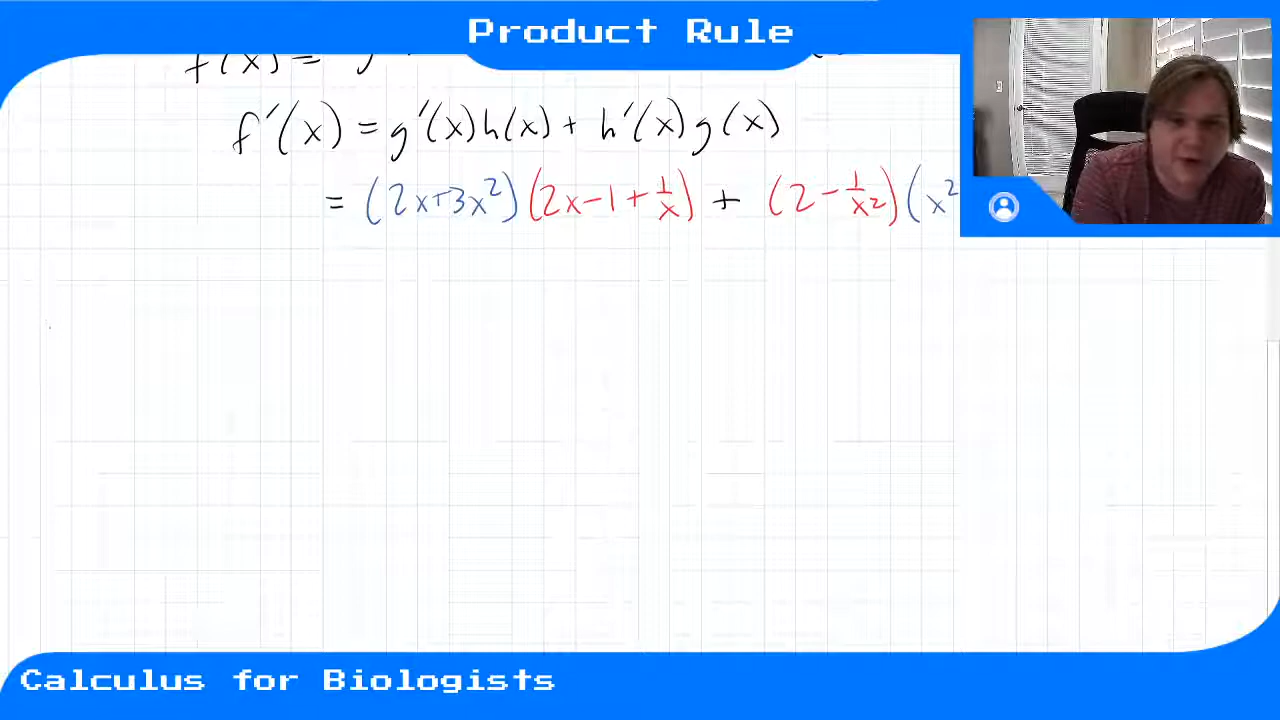 Product Rule
f(x) =
f'(x) = g'(x)h(x) + h'(x)g(x)
= (2x+3x²)(2x-1+1/x) + (2-1/x²)(x²
Calculus for Biologists